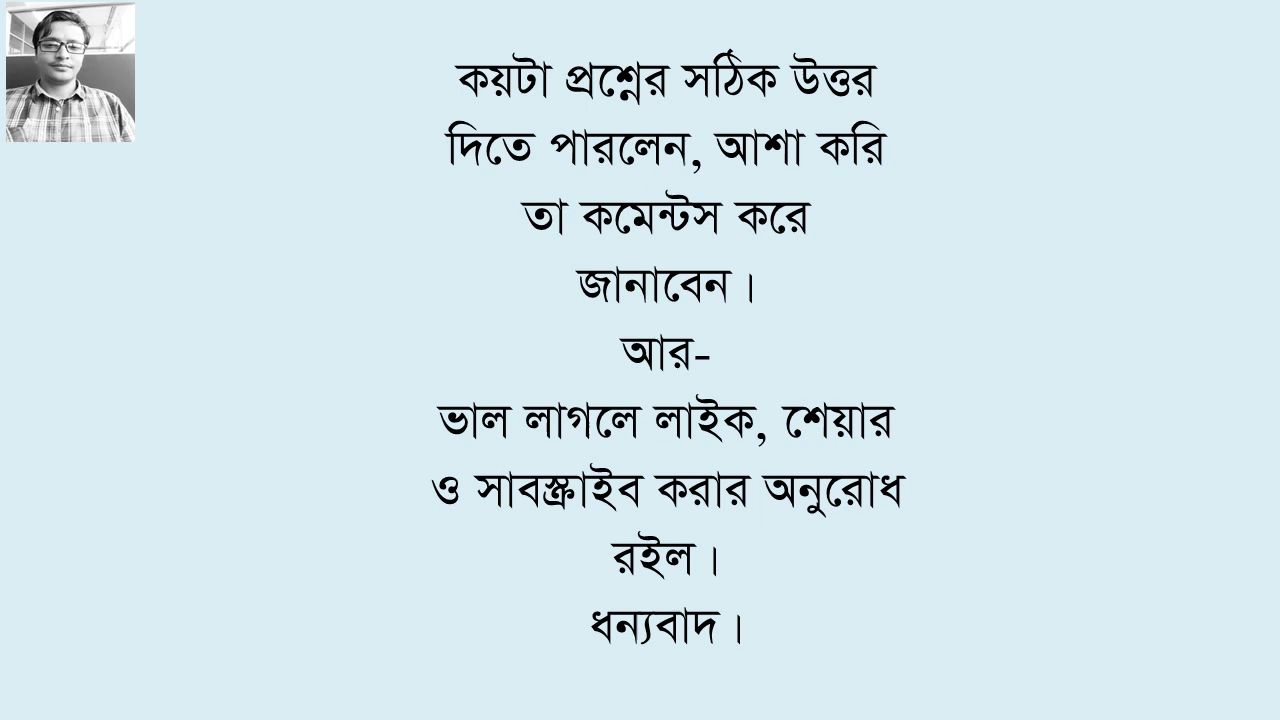 কয়টা প্রশ্নের সঠিক উত্তর
দিতে পারলেন, আশা করি
তা কমেন্টস করে
জানাবেন।
আর-
ভাল লাগলে লাইক, শেয়ার
ও সাবস্ক্রাইব করার অনুরোধ
রইল।
ধন্যবাদ।